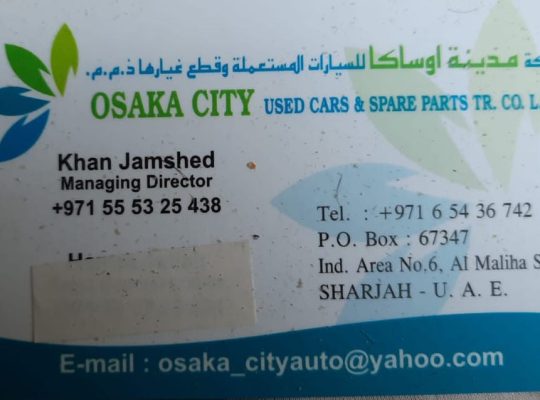 مدينة اوساكا للسيارات المستعملة وقطع غيارها ذ.م.م.
OSAKA CITY USED CARS & SPARE PARTS TR. CO. L
Khan Jamshed
Managing Director
+971 55 53 25 438
Tel. : +971 6 54 36 742
P.O. Box : 67347
Ind. Area No.6, Al Maliha S
SHARJAH - U. A. E.
E-mail : osaka_cityauto@yahoo.com